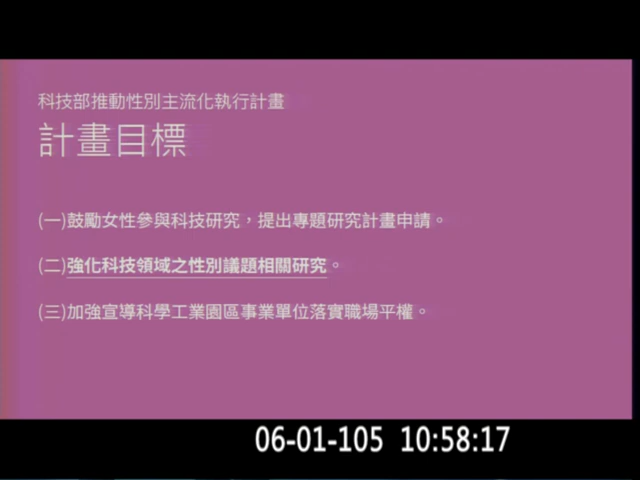 科技部推動性別主流化執行計畫
計畫目標
(一)鼓勵女性參與科技研究，提出專題研究計畫申請。
(二)強化科技領域之性別議題相關研究。
(三)加強宣導科學工業園區事業單位落實職場平權。
06-01-105 10:58:17